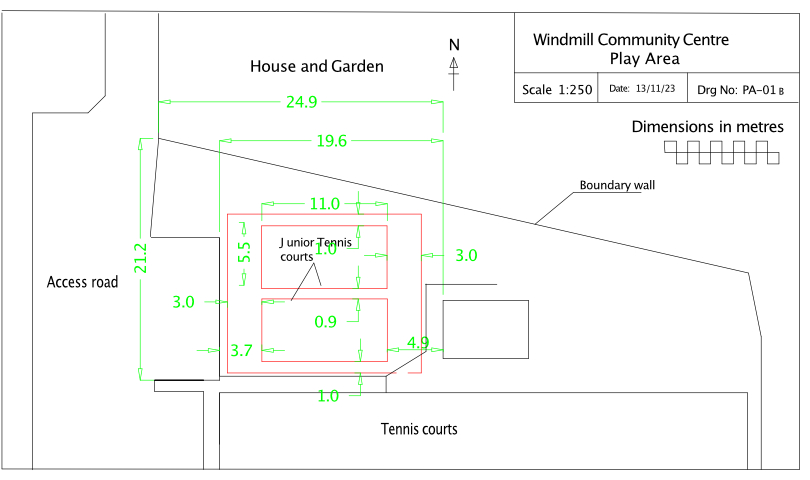 Windmill Community Centre
Play Area
Scale 1:250
Date: 13/11/23
Drg No: PA-01 B
N
House and Garden
24.9
Dimensions in metres
19.6
Boundary wall
11.0
Junior Tennis
courts
1.0
5.5
3.0
21.2
Access road
3.0
0.9
4.9
3.7
1.0
Tennis courts